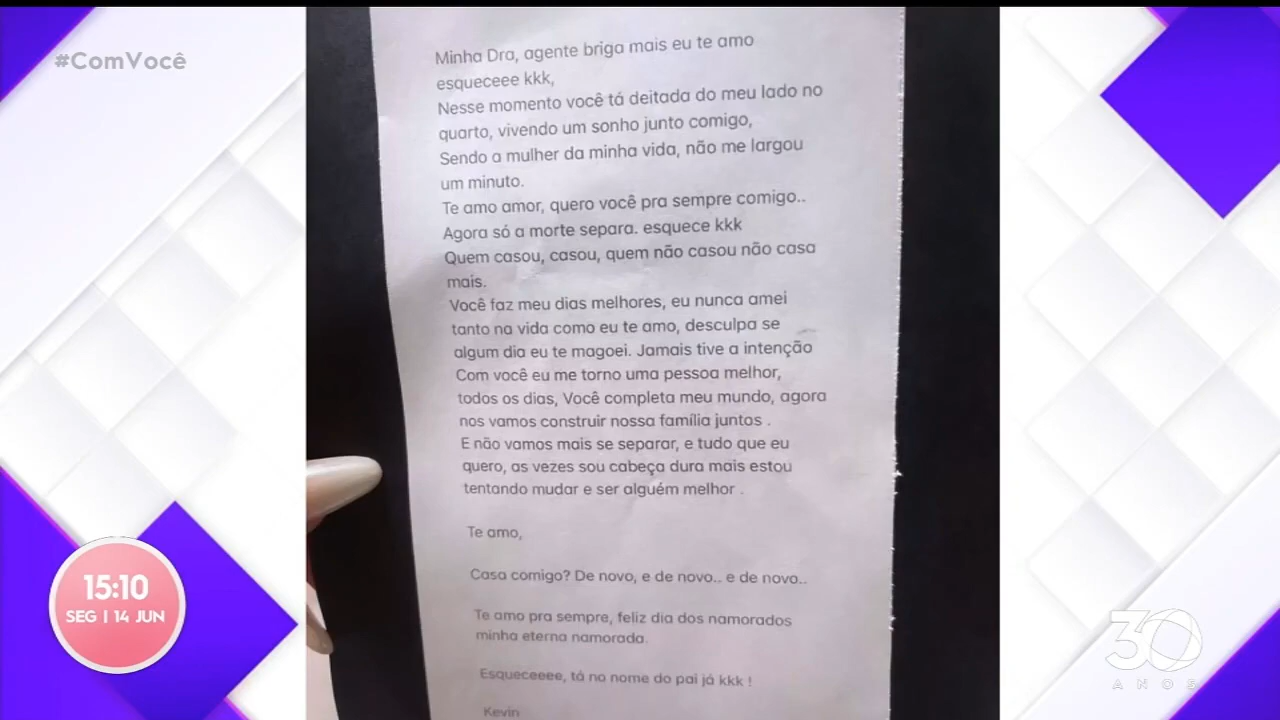 #ComVocê
Minha Dra, agente briga mais eu te amo
esqueceee kkk,
Nesse momento você tá deitada do meu lado no
quarto, vivendo um sonho junto comigo,
Sendo a mulher da minha vida, não me largou
um minuto.
Te amo amor, quero você pra sempre comigo..
Agora só a morte separa. esquece kkk
Quem casou, casou, quem não casou não casa
mais.
Você faz meu dias melhores, eu nunca amei
tanto na vida como eu te amo, desculpa se
algum dia eu te magoei. Jamais tive a intenção
Com você eu me torno uma pessoa melhor,
todos os dias, Você completa meu mundo, agora
nos vamos construir nossa família juntos .
E não vamos mais se separar, e tudo que eu
quero, as vezes sou cabeça dura mais estou
tentando mudar e ser alguém melhor .
Te amo,
Casa comigo? De novo, e de novo.. e de novo..
Te amo pra sempre, feliz dia dos namorados
minha eterna namorada.
Esqueceeee, tá no nome do pai já kkk !
Kevin
15:10
SEG | 14 JUN
30
ANOS